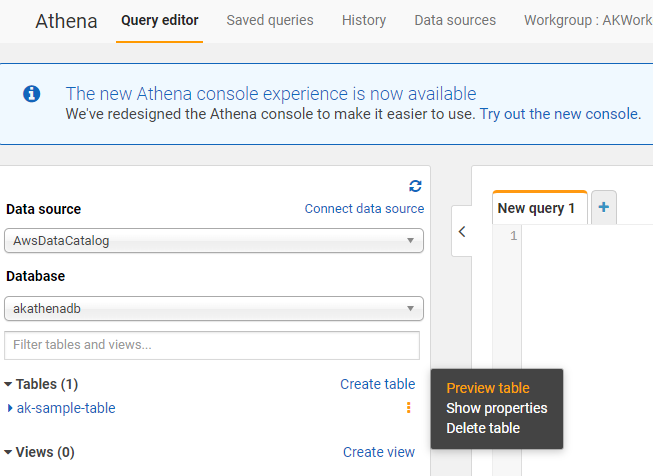 Athena Query editor Saved queries History Data sources Workgroup : AKWork
The new Athena console experience is now available
We've redesigned the Athena console to make it easier to use. Try out the new console.
Data source Connect data source
AwsDataCatalog
Database
akathenadb
Filter tables and views...
Tables (1) Create table
ak-sample-table
Views (0) Create view
New query 1
1
Preview table
Show properties
Delete table